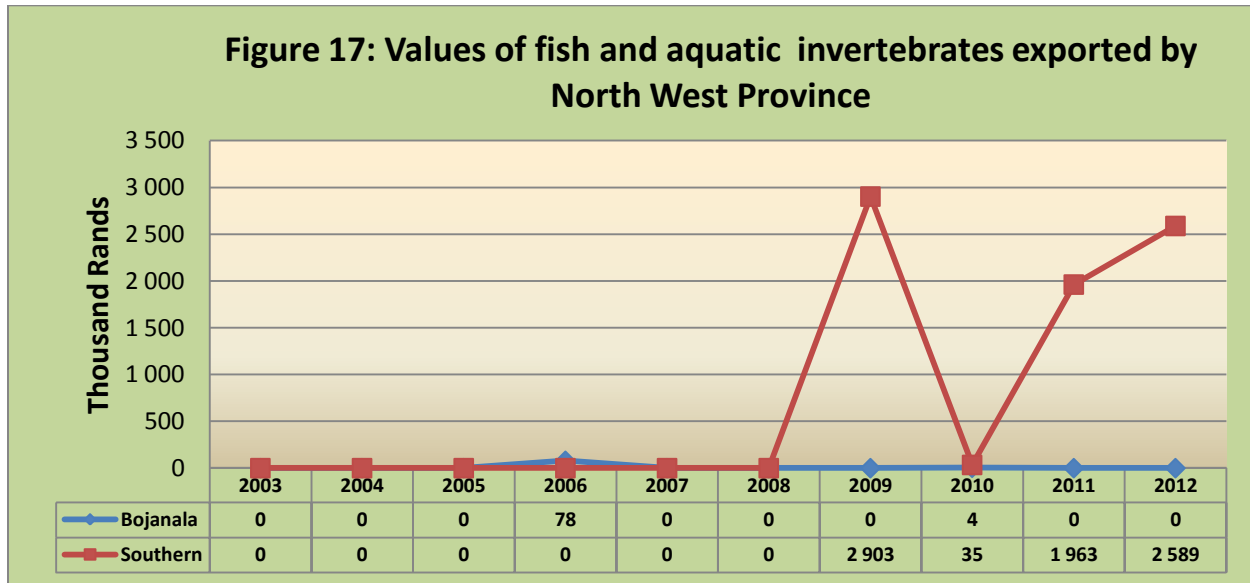 Figure 17: Values of fish and aquatic invertebrates exported by
North West Province
Thousand Rands
3 500
3 000
2 500
2 000
1 500
1 000
500
0
2003 2004 2005 2006 2007 2008 2009 2010 2011 2012
Bojanala 0 0 0 78 0 0 0 4 0 0
Southern 0 0 0 0 0 0 2 903 35 1 963 2 589